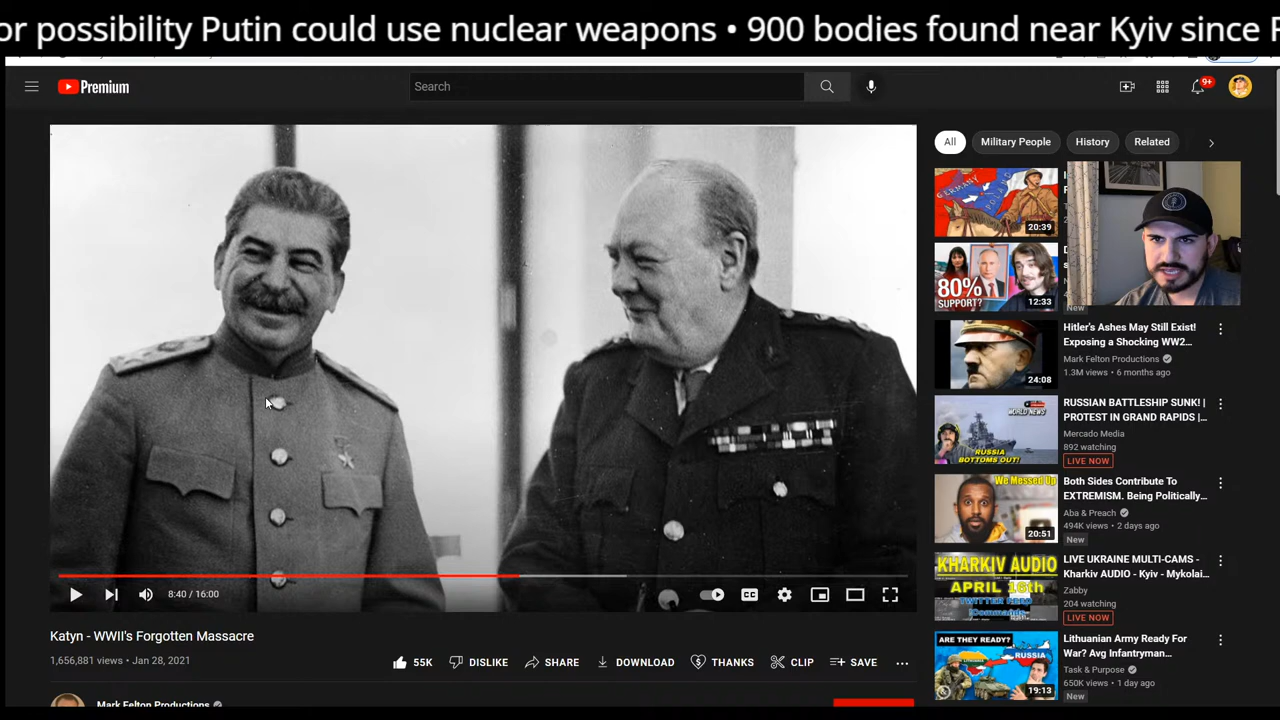 or possibility Putin could use nuclear weapons • 900 bodies found near Kyiv since
Premium
Search
9+
All
Military People
History
Related
20:39
80%
SUPPORT?
12:33
New
Hitler's Ashes May Still Exist!
Exposing a Shocking WW2...
Mark Felton Productions
1.3M views • 6 months ago
24:08
RUSSIAN BATTLESHIP SUNK! |
PROTEST IN GRAND RAPIDS |...
Mercado Media
892 watching
LIVE NOW
WORLD NEWS
RUSSIA
BOTTOMS OUT!
Both Sides Contribute To
EXTREMISM. Being Politically...
Aba & Preach
494K views • 2 days ago
New
We Messed Up
20:51
LIVE UKRAINE MULTI-CAMS -
Kharkiv AUDIO - Kyiv - Mykolai...
Zabby
204 watching
LIVE NOW
KHARKIV AUDIO
APRIL 16th
Lithuanian Army Ready For
War? Avg Infantryman...
Task & Purpose
650K views • 1 day ago
New
ARE THEY READY?
RUSSIA
19:13
8:40 / 16:00
CC
Katyn - WWII's Forgotten Massacre
1,656,881 views • Jan 28, 2021
55K
DISLIKE
SHARE
DOWNLOAD
THANKS
CLIP
SAVE
Mark Felton Productions